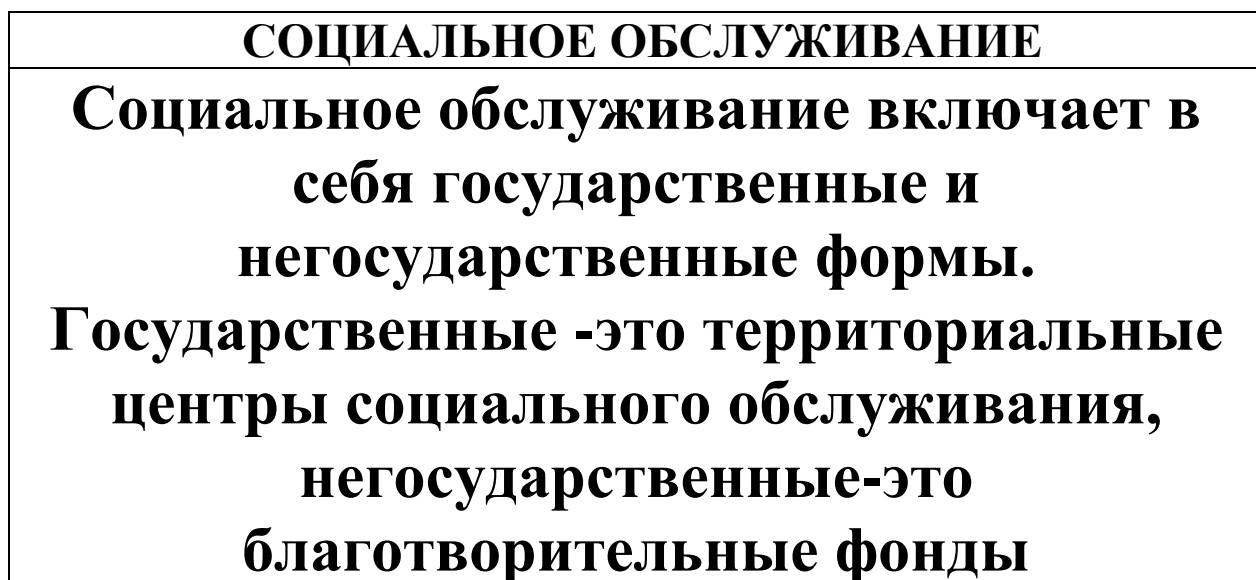 СОЦИАЛЬНОЕ ОБСЛУЖИВАНИЕ
Социальное обслуживание включает в
себя государственные и
негосударственные формы.
Государственные -это территориальные
центры социального обслуживания,
негосударственные-это
благотворительные фонды